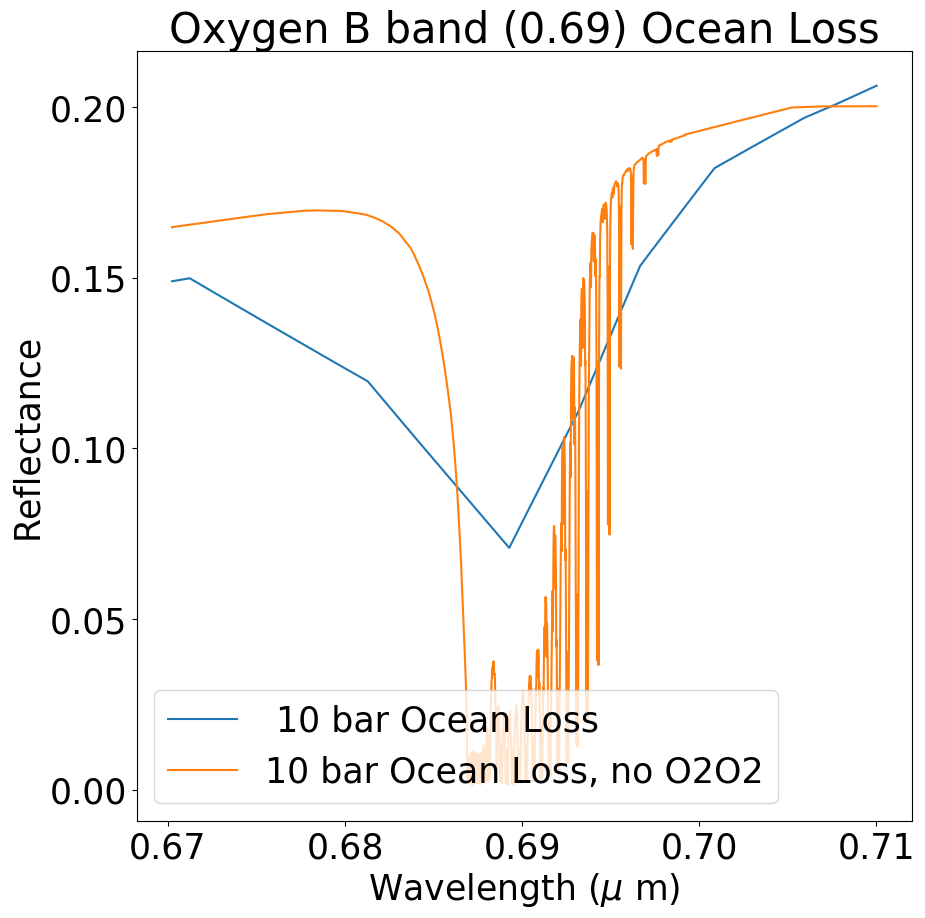 Oxygen B band (0.69) Ocean Loss
0.20
0.15
0.10
0.05
0.00
Reflectance
10 bar Ocean Loss
10 bar Ocean Loss, no O2O2
0.67 0.68 0.69 0.70 0.71
Wavelength (μ m)